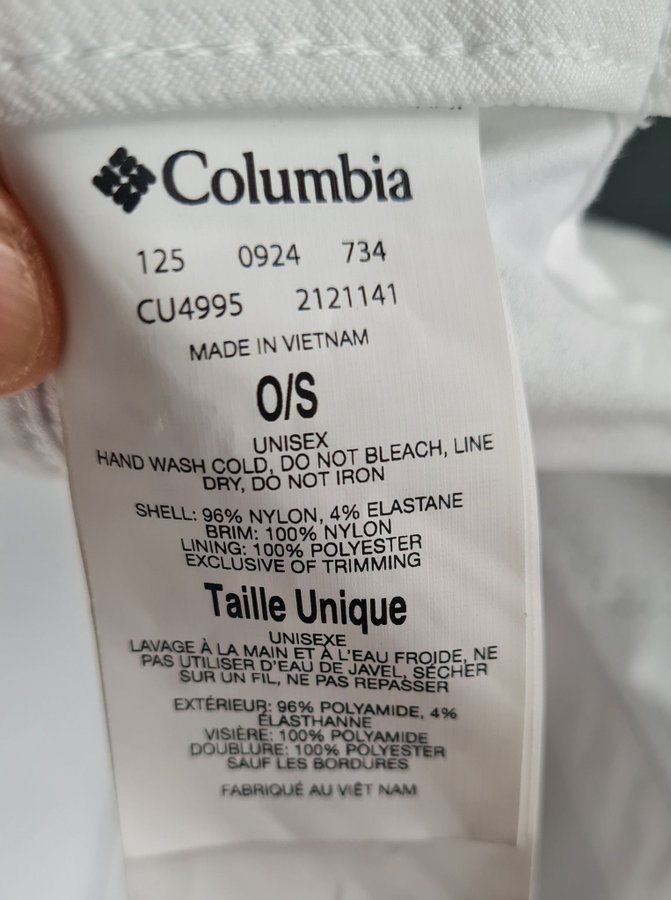 Columbia
125 0924 734
CU4995 2121141
MADE IN VIETNAM
O/S
UNISEX
HAND WASH COLD, DO NOT BLEACH, LINE
DRY, DO NOT IRON
SHELL: 96% NYLON, 4% ELASTANE
BRIM: 100% NYLON
LINING: 100% POLYESTER
EXCLUSIVE OF TRIMMING
Taille Unique
UNISEXE
LAVAGE À LA MAIN ET À L'EAU FROIDE, NE
PAS UTILISER D'EAU DE JAVEL, SÉCHER
SUR UN FIL, NE PAS REPASSER
EXTÉRIEUR: 96% POLYAMIDE, 4%
ÉLASTHANNE
VISIÈRE: 100% POLYAMIDE
DOUBLURE: 100% POLYESTER
SAUF LES BORDURES
FABRIQUÉ AU VIÊT NAM